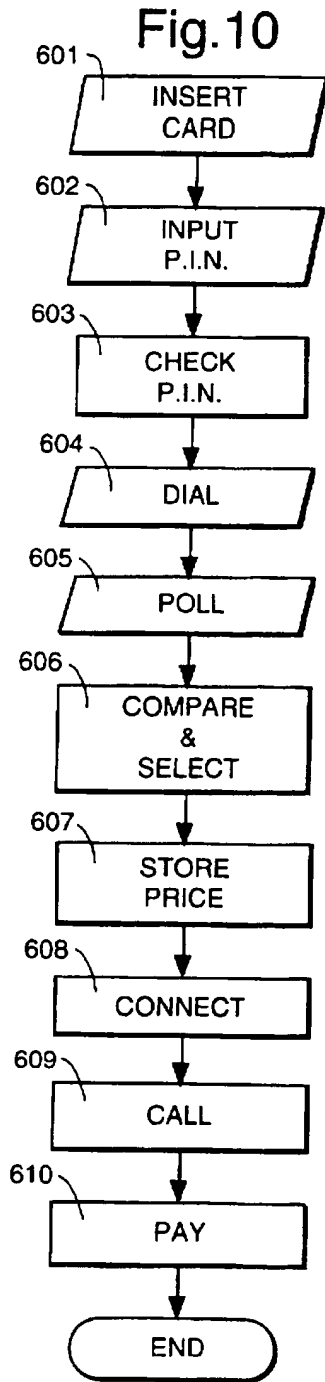 Fig.10
601
INSERT
CARD
602
INPUT
P.I.N.
603
CHECK
P.I.N.
604
DIAL
605
POLL
606
COMPARE
&
SELECT
607
STORE
PRICE
608
CONNECT
609
CALL
610
PAY
END